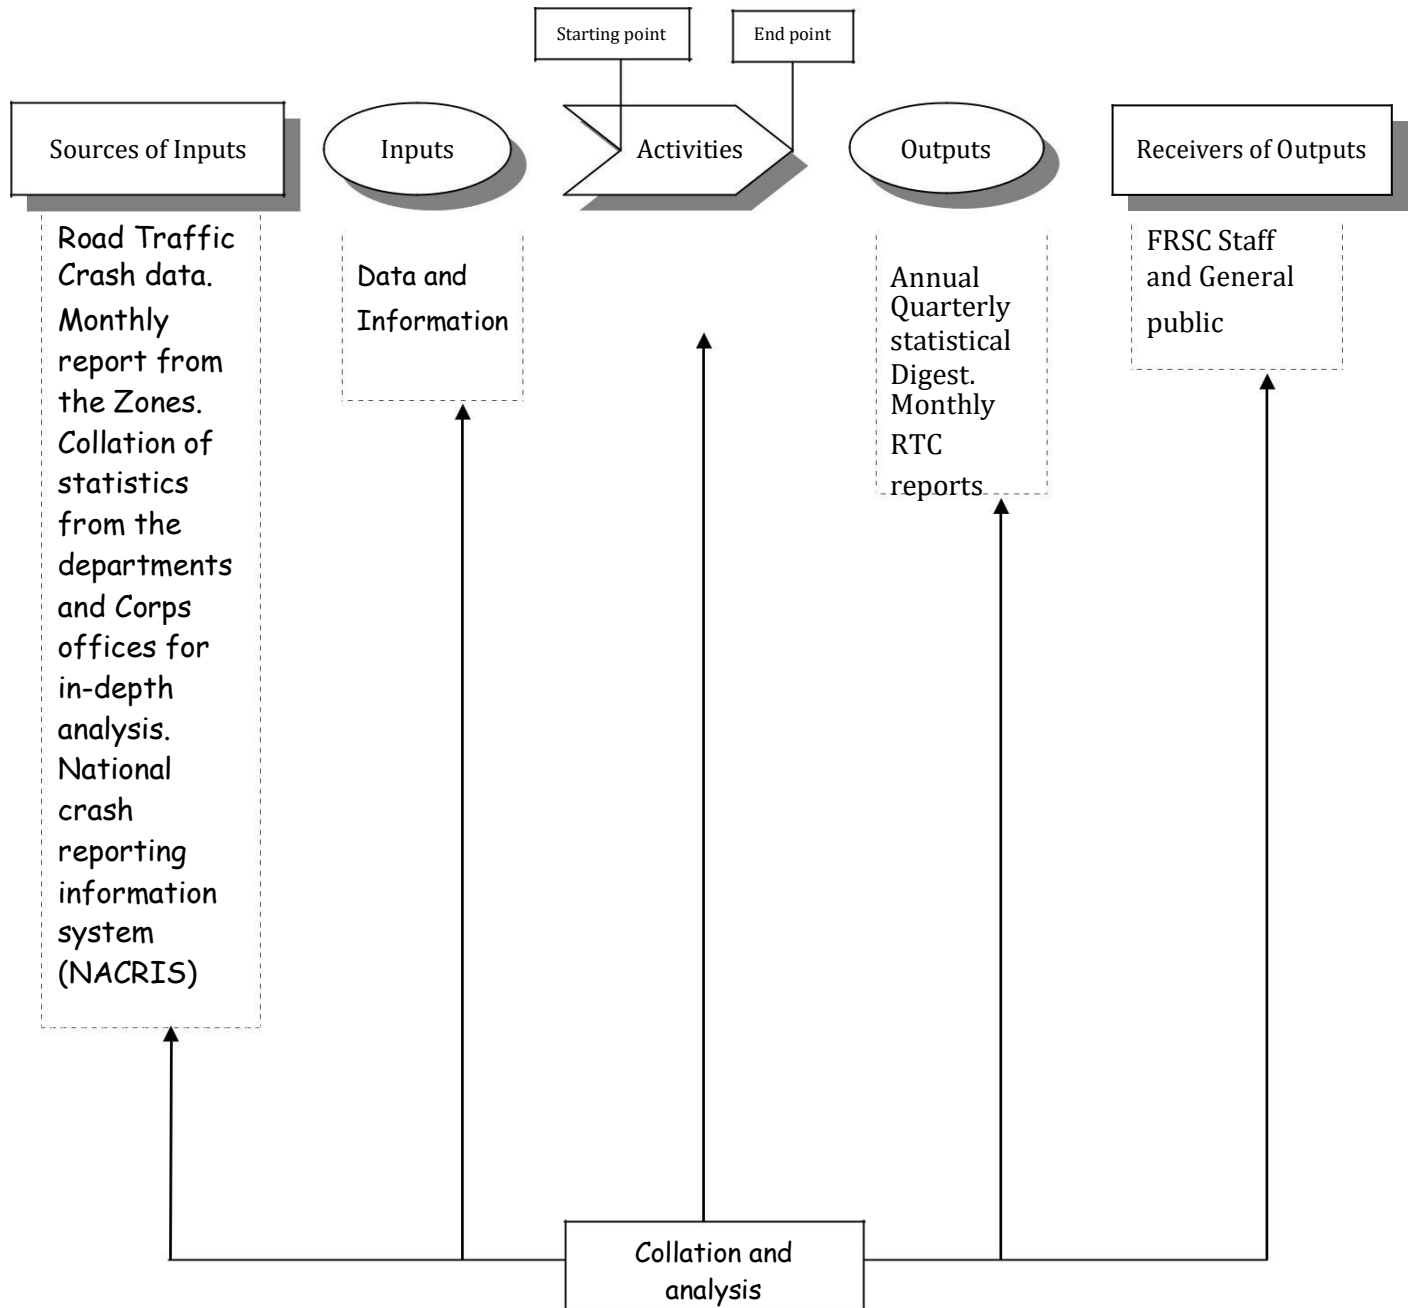 Starting point
End point
Sources of Inputs
Inputs
Activities
Outputs
Receivers of Outputs
Road Traffic
Crash data.
Monthly
report from
the Zones.
Collation of
statistics
from the
departments
and Corps
offices for
in-depth
analysis.
National
crash
reporting
information
system
(NACRIS)
Data and
Information
Annual
Quarterly
statistical
Digest.
Monthly
RTC
reports
FRSC Staff
and General
public
Collation and
analysis